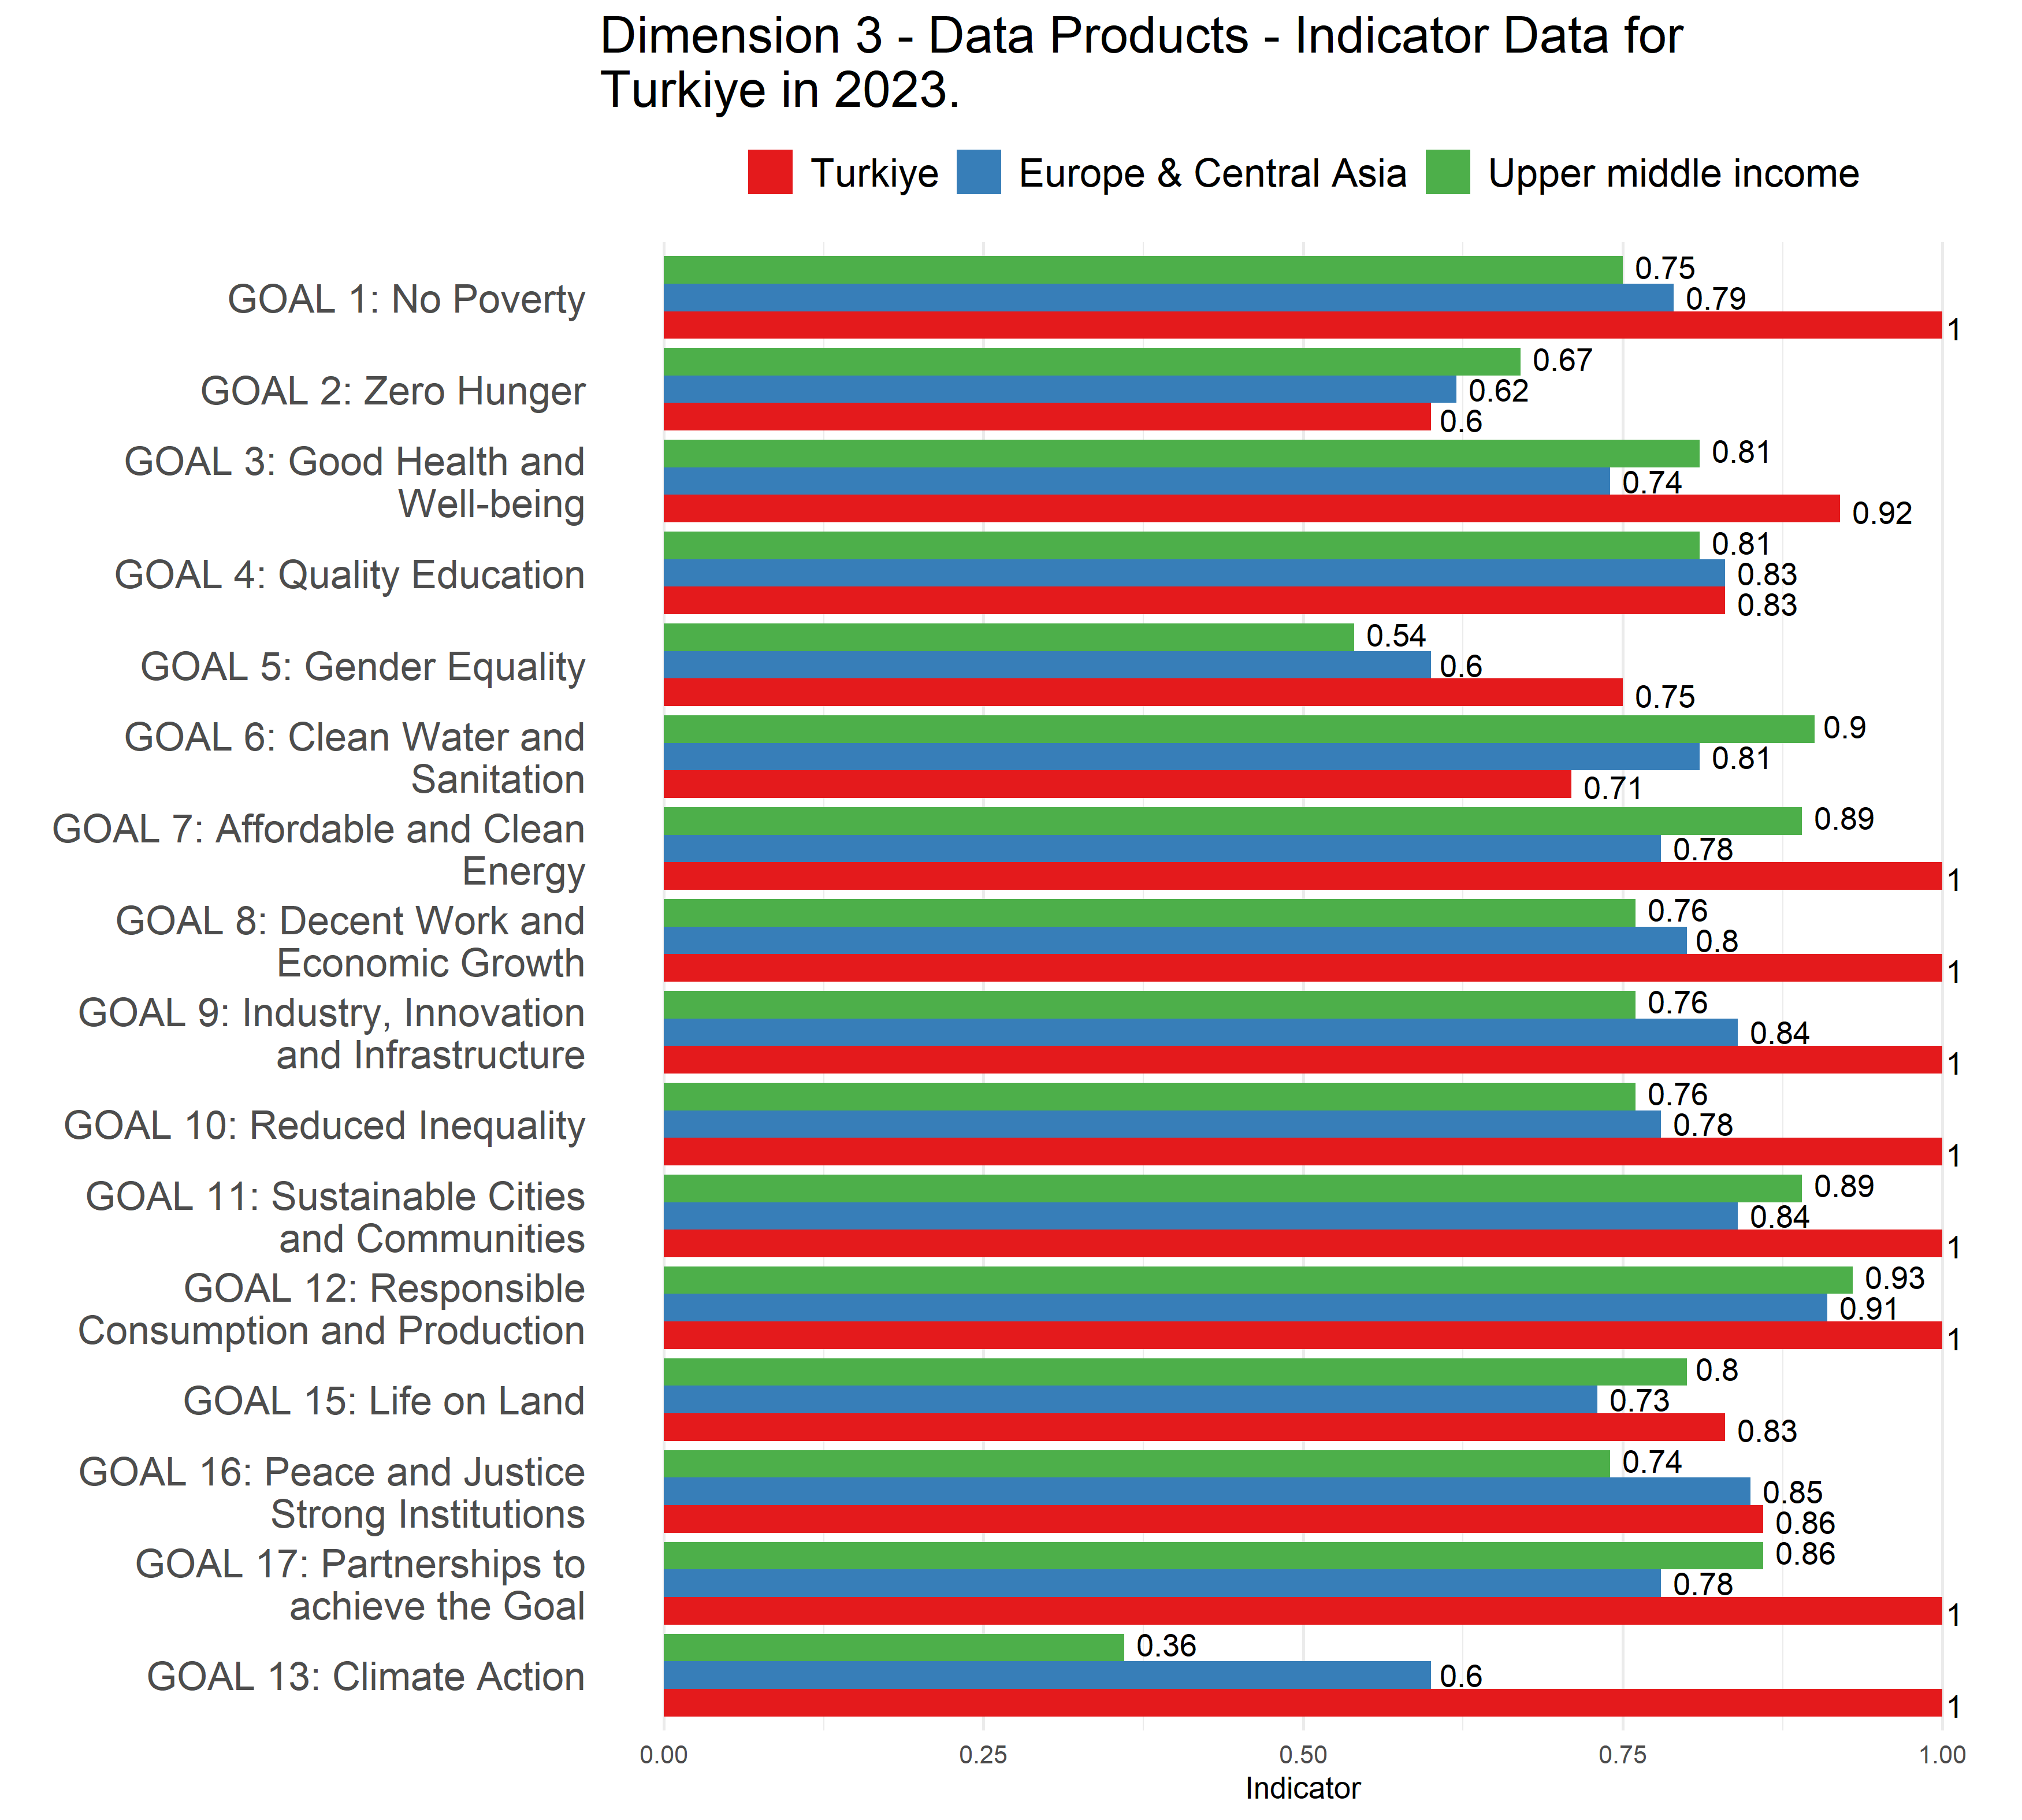 Dimension 3 - Data Products - Indicator Data for
Turkiye in 2023.
Turkiye
Europe & Central Asia
Upper middle income
GOAL 1: No Poverty
0.75
0.79
1
GOAL 2: Zero Hunger
0.67
0.62
0.6
GOAL 3: Good Health and
Well-being
0.81
0.74
0.92
GOAL 4: Quality Education
0.81
0.83
0.83
GOAL 5: Gender Equality
0.54
0.6
0.75
GOAL 6: Clean Water and
Sanitation
0.9
0.81
0.71
GOAL 7: Affordable and Clean
Energy
0.89
0.78
1
GOAL 8: Decent Work and
Economic Growth
0.76
0.8
1
GOAL 9: Industry, Innovation
and Infrastructure
0.76
0.84
1
GOAL 10: Reduced Inequality
0.76
0.78
1
GOAL 11: Sustainable Cities
and Communities
0.89
0.84
1
GOAL 12: Responsible
Consumption and Production
0.93
0.91
1
GOAL 15: Life on Land
0.8
0.73
0.83
GOAL 16: Peace and Justice
Strong Institutions
0.74
0.85
0.86
GOAL 17: Partnerships to
achieve the Goal
0.86
0.78
1
GOAL 13: Climate Action
0.36
0.6
1
0.00
0.25
0.50
0.75
1.00
Indicator